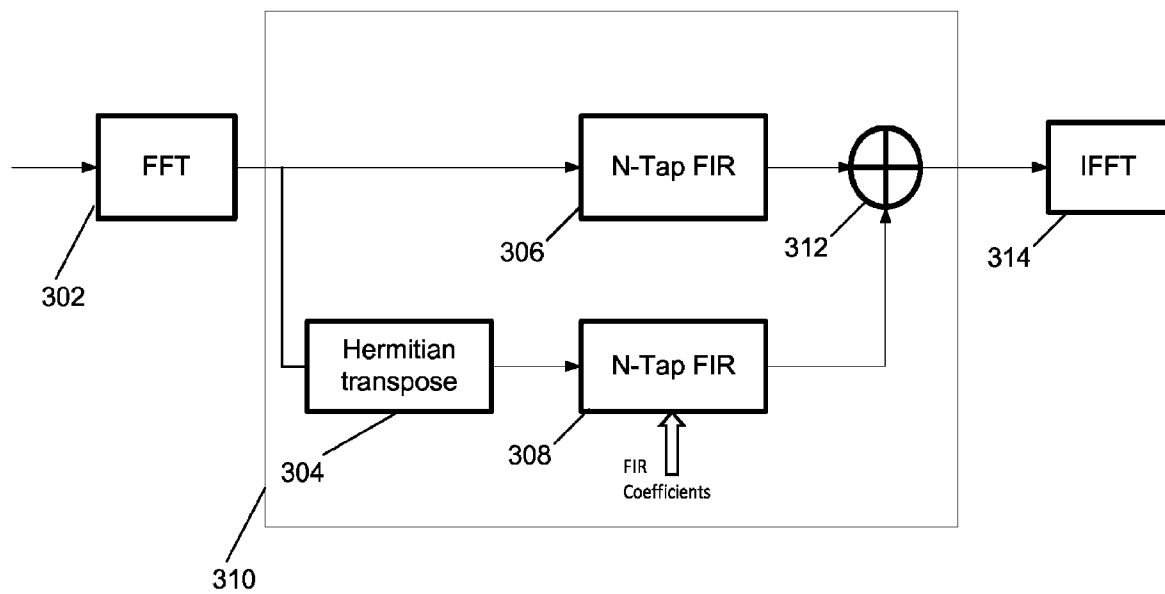 FFT
N-Tap FIR
IFFT
302
306
312
314
Hermitian
transpose
N-Tap FIR
304
308
FIR
Coefficients
310